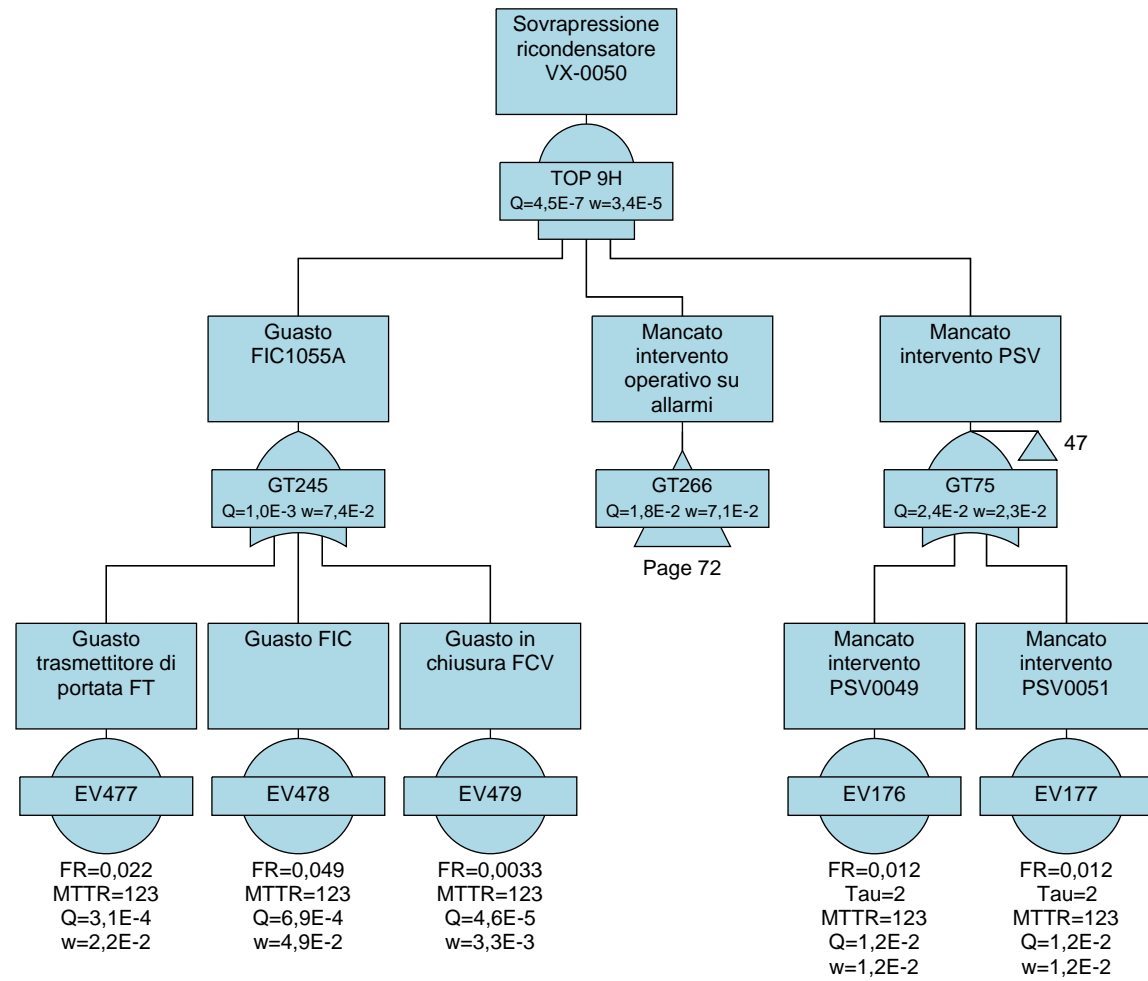 Sovrapressione
ricondensatore
VX-0050
TOP 9H
Q=4,5E-7 w=3,4E-5
Guasto
FIC1055A
Mancato
intervento
operativo su
allarmi
Mancato
intervento PSV
47
GT245
Q=1,0E-3 w=7,4E-2
GT266
Q=1,8E-2 w=7,1E-2
Page 72
GT75
Q=2,4E-2 w=2,3E-2
Guasto
trasmettitore di
portata FT
Guasto FIC
Guasto in
chiusura FCV
Mancato
intervento
PSV0049
Mancato
intervento
PSV0051
EV477
FR=0,022
MTTR=123
Q=3,1E-4
w=2,2E-2
EV478
FR=0,049
MTTR=123
Q=6,9E-4
w=4,9E-2
EV479
FR=0,0033
MTTR=123
Q=4,6E-5
w=3,3E-3
EV176
FR=0,012
Tau=2
MTTR=123
Q=1,2E-2
w=1,2E-2
EV177
FR=0,012
Tau=2
MTTR=123
Q=1,2E-2
w=1,2E-2